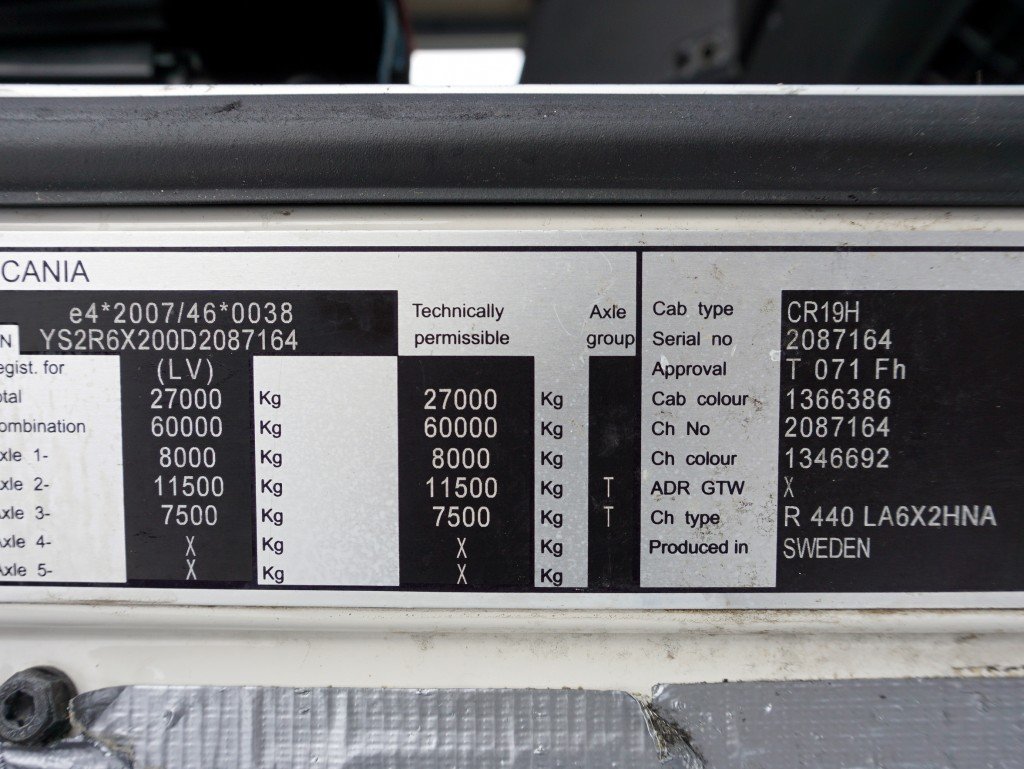 CANIA
e4*2007/46*0038
N YS2R6X200D2087164
Technically permissible
Axle group
egist. for (LV)
otal 27000 Kg 27000 Kg
ombination 60000 Kg 60000 Kg
xle 1- 8000 Kg 8000 Kg
xle 2- 11500 Kg 11500 Kg T
xle 3- 7500 Kg 7500 Kg T
Axle 4- X Kg X Kg
Axle 5- X Kg X Kg
Cab type CR19H
Serial no 2087164
Approval T 071 Fh
Cab colour 1366386
Ch No 2087164
Ch colour 1346692
ADR GTW X
Ch type R 440 LA6X2HNA
Produced in SWEDEN